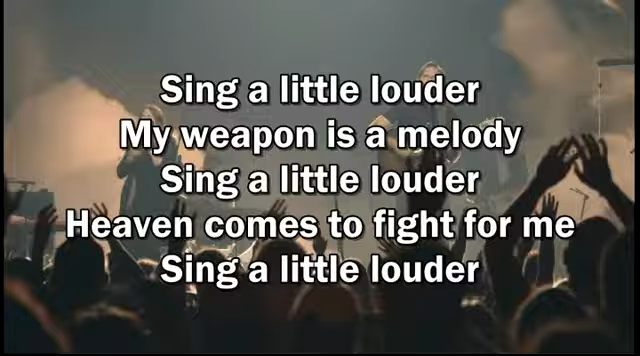 Sing a little louder
My weapon is a melody
Sing a little louder
Heaven comes to fight for me
Sing a little louder